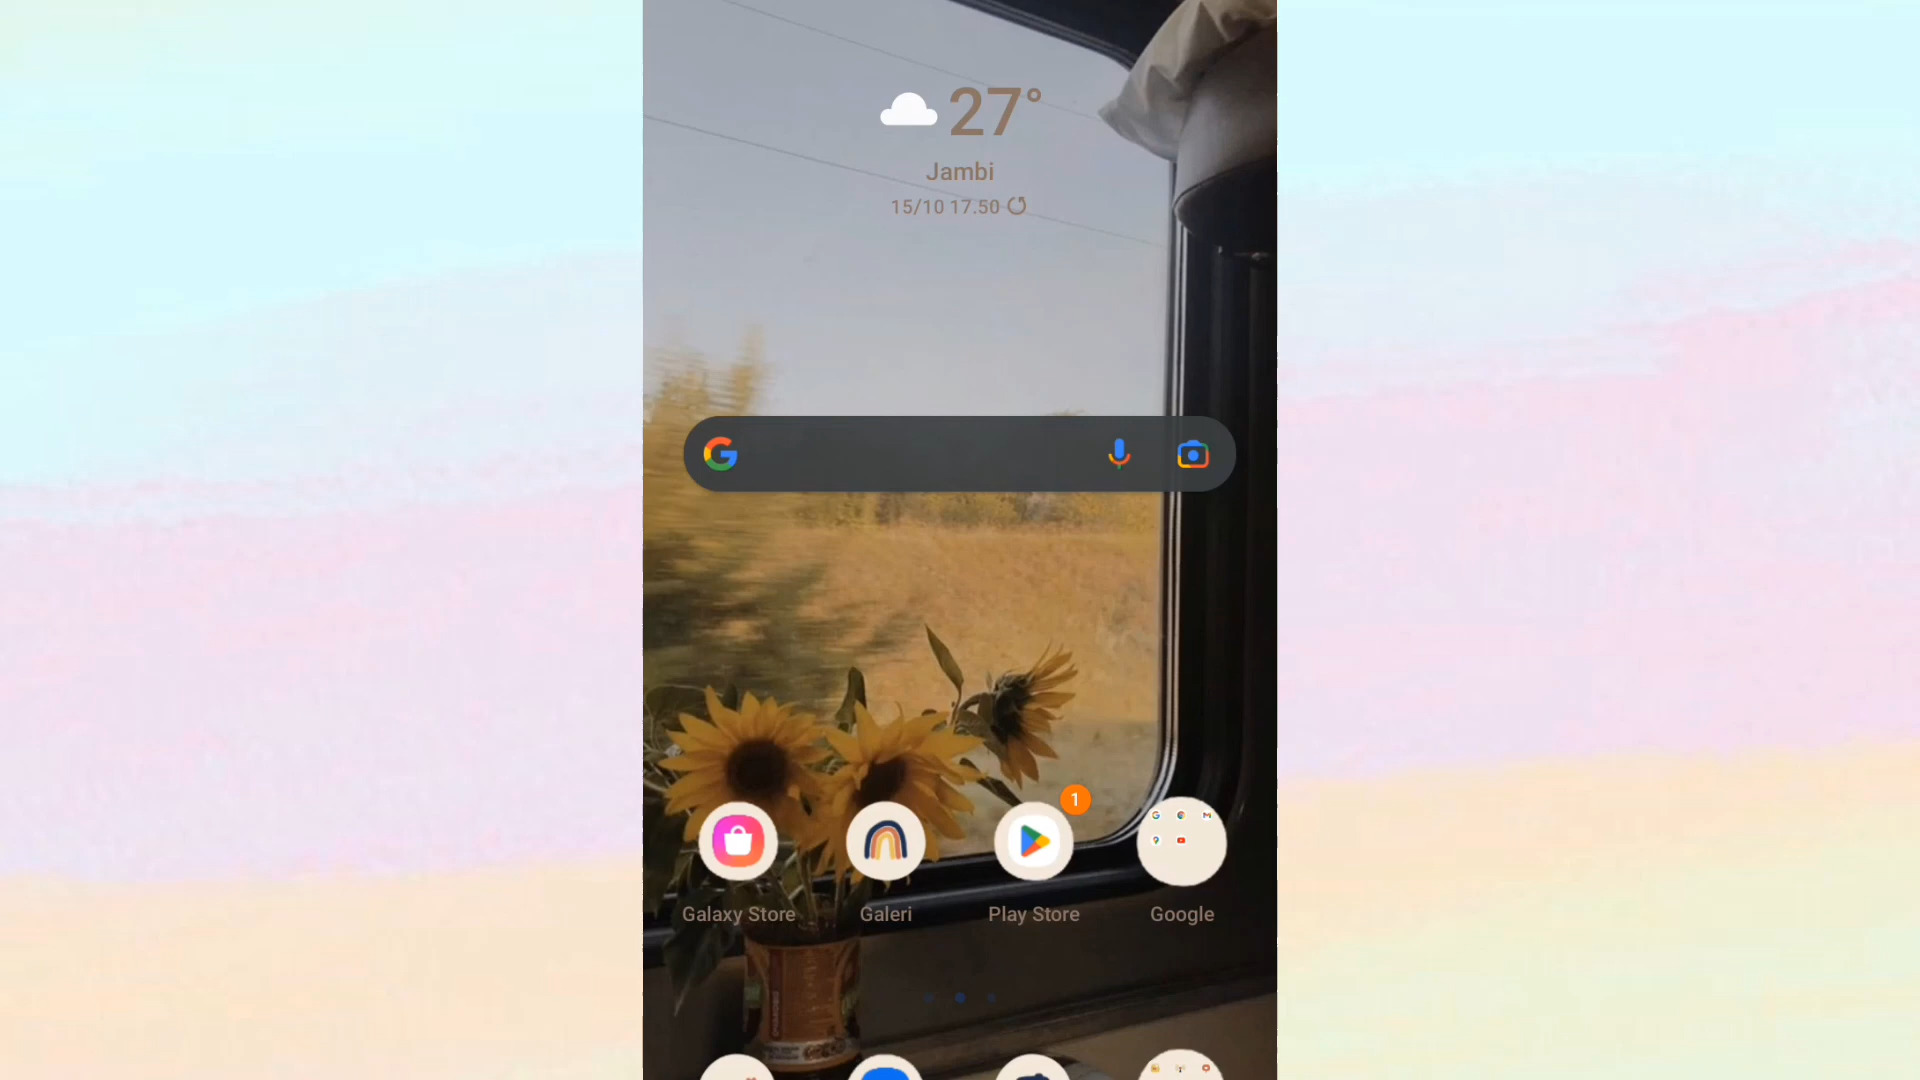 27°
Jambi
15/10 17.50
1
Galaxy Store
Galeri
Play Store
Google